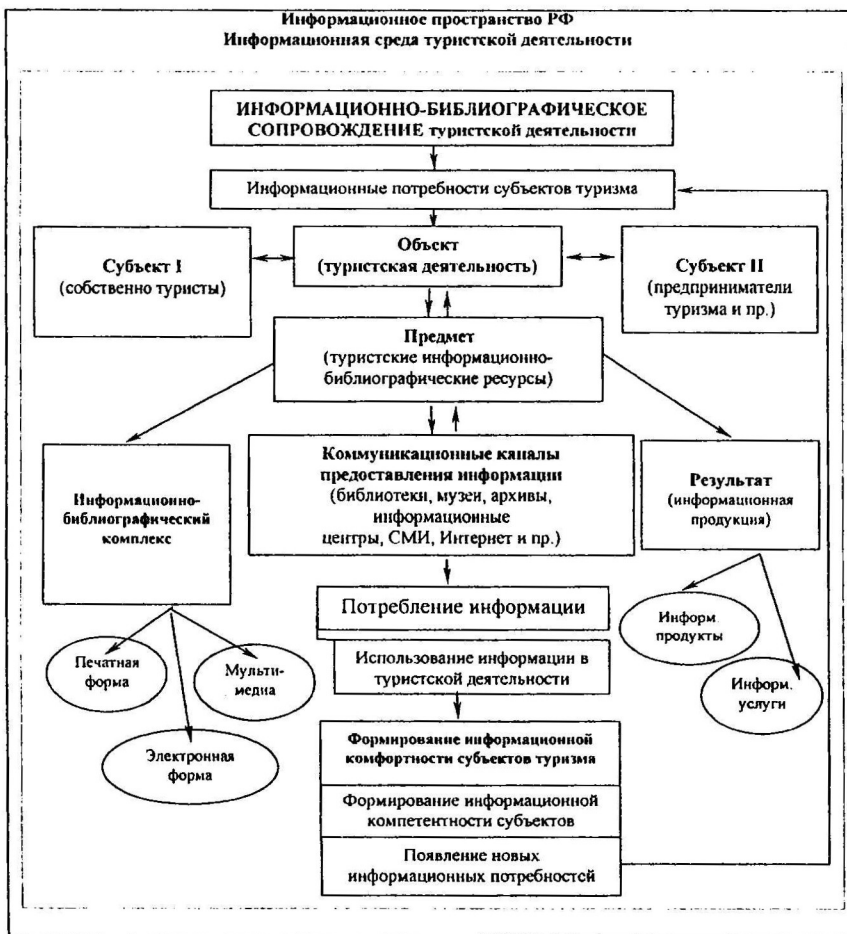 Информационное пространство РФ
Информационная среда туристской деятельности
ИНФОРМАЦИОННО-БИБЛИОГРАФИЧЕСКОЕ
СОПРОВОЖДЕНИЕ туристской деятельности
Информационные потребности субъектов туризма
Субъект I
(собственно туристы)
Объект
(туристская деятельность)
Субъект II
(предприниматели
туризма и пр.)
Предмет
(туристские информационно-
библиографические ресурсы)
Информационно-
библиографический
комплекс
Коммуникационные каналы
предоставления информации
(библиотеки, музеи, архивы,
информационные
центры, СМИ, Интернет и пр.)
Результат
(информационная
продукция)
Печатная
форма
Мульти-
медиа
Электронная
форма
Потребление информации
Использование информации в
туристской деятельности
Информ.
продукты
Информ.
услуги
Формирование информационной
комфортности субъектов туризма
Формирование информационной
компетентности субъектов
Появление новых
информационных потребностей